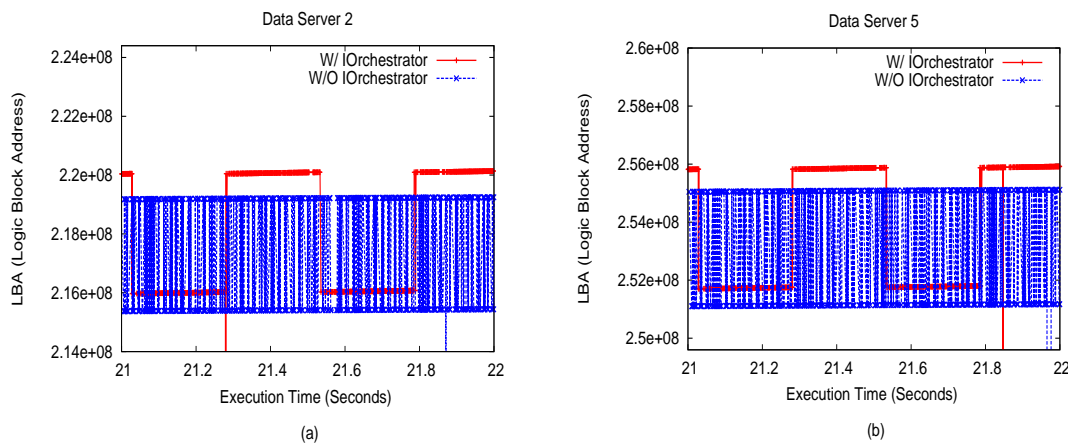 Data Server 2
W/ IOrchestrator
W/O IOrchestrator
LBA (Logic Block Address)
2.24e+08
2.22e+08
2.2e+08
2.18e+08
2.16e+08
2.14e+08
21 21.2 21.4 21.6 21.8 22
Execution Time (Seconds)
(a)
Data Server 5
W/ IOrchestrator
W/O IOrchestrator
LBA (Logic Block Address)
2.6e+08
2.58e+08
2.56e+08
2.54e+08
2.52e+08
2.5e+08
21 21.2 21.4 21.6 21.8 22
Execution Time (Seconds)
(b)